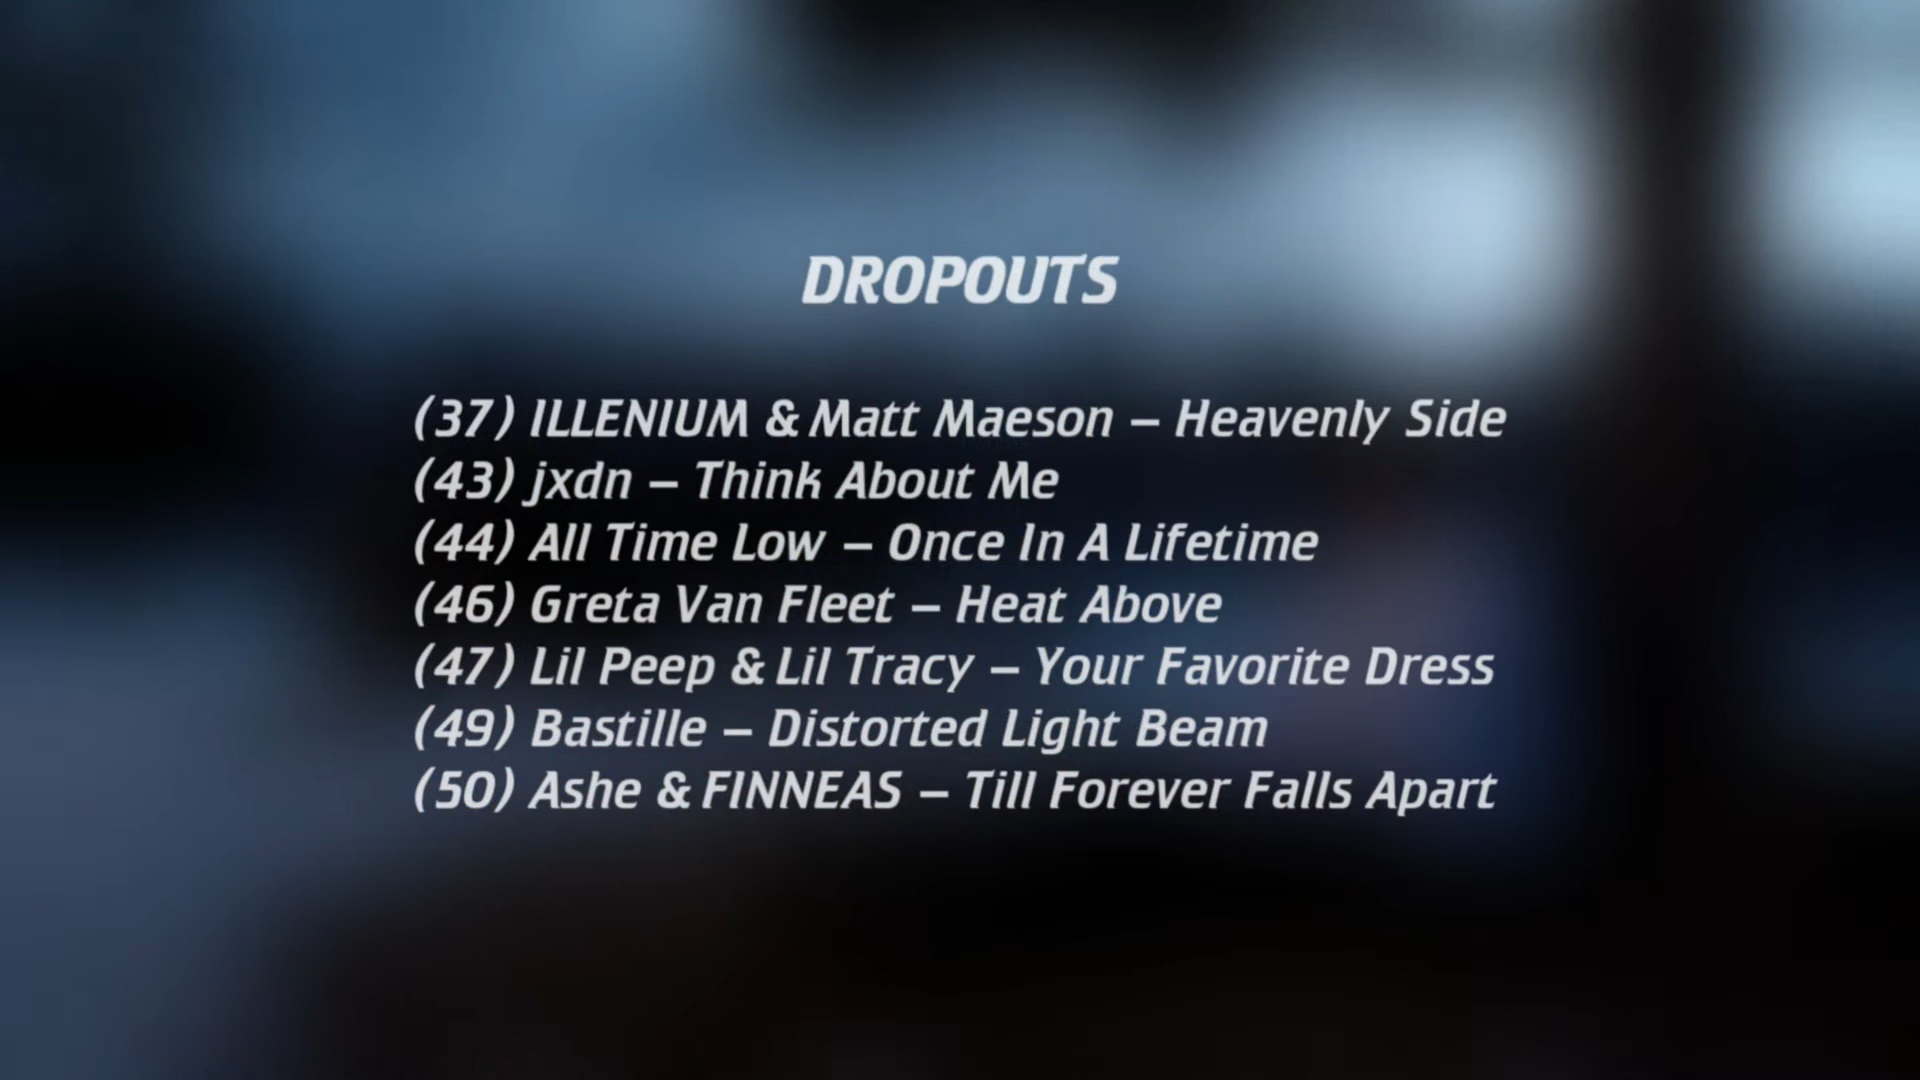 DROPOUTS
(37) ILLENIUM & Matt Maeson – Heavenly Side
(43) jxdn – Think About Me
(44) All Time Low – Once In A Lifetime
(46) Greta Van Fleet – Heat Above
(47) Lil Peep & Lil Tracy – Your Favorite Dress
(49) Bastille – Distorted Light Beam
(50) Ashe & FINNEAS – Till Forever Falls Apart